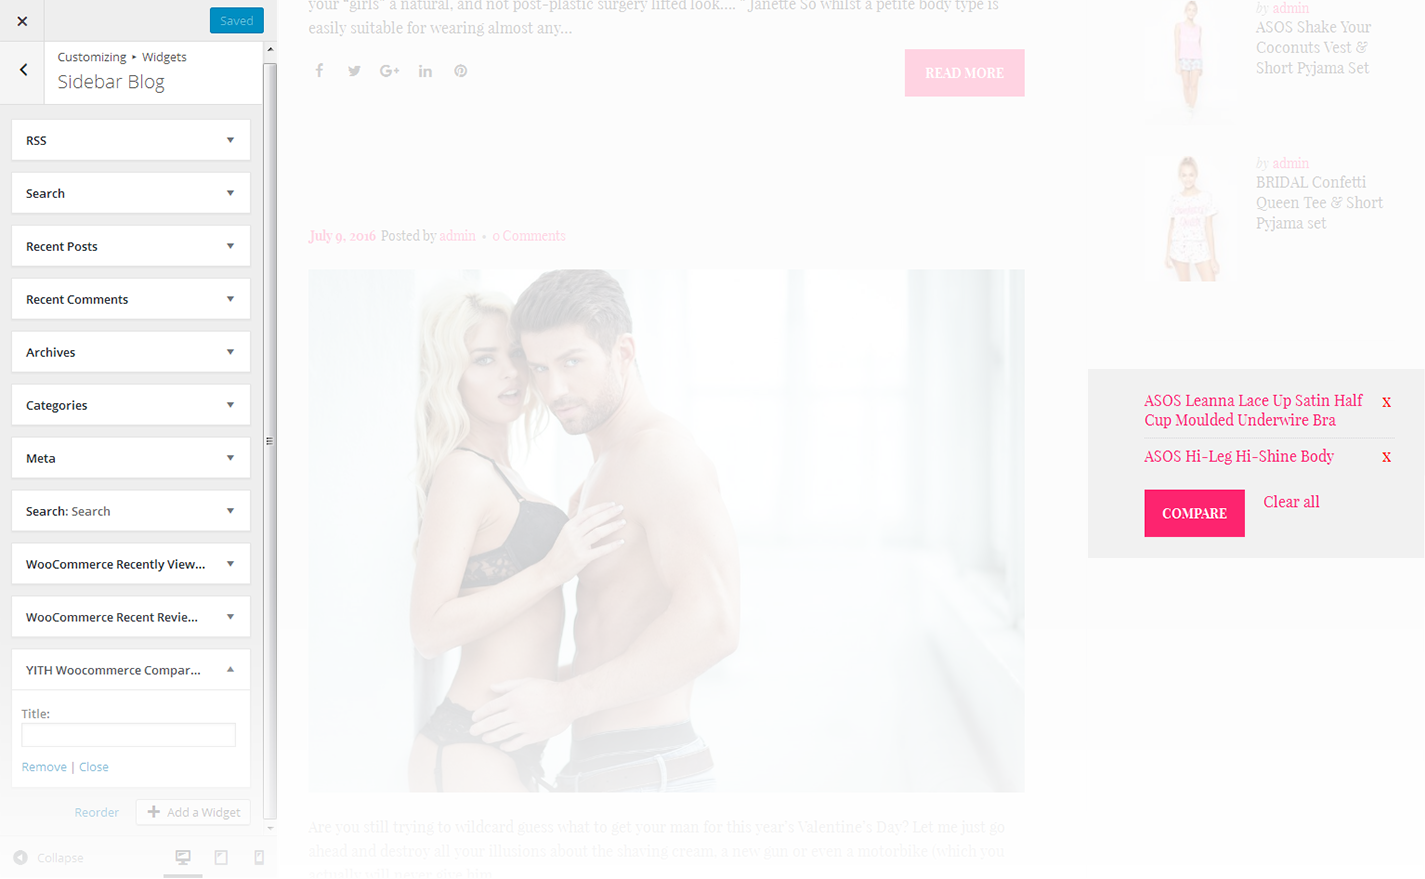 Saved
Customizing ▸ Widgets
Sidebar Blog
RSS
Search
Recent Posts
Recent Comments
Archives
Categories
Meta
Search: Search
WooCommerce Recently View...
WooCommerce Recent Revie...
YITH Woocommerce Compar...
Title:
Remove | Close
Reorder
Add a Widget
Collapse
your “girls” a natural, and not post-plastic surgery lifted look…. “ Janette So whilst a petite body type is
easily suitable for wearing almost any...
READ MORE
July 9, 2016 Posted by admin • 0 Comments
Are you still trying to wildcard guess what to get your man for this year's Valentine's Day? Let me just go
ahead and destroy all your illusions about the shaving cream, a new gun or even a motorbike (which you
actually will never give him
by admin
ASOS Shake Your
Coconuts Vest &
Short Pyjama Set
by admin
BRIDAL Confetti
Queen Tee & Short
Pyjama set
ASOS Leanna Lace Up Satin Half
Cup Moulded Underwire Bra
x
ASOS Hi-Leg Hi-Shine Body
x
COMPARE
Clear all